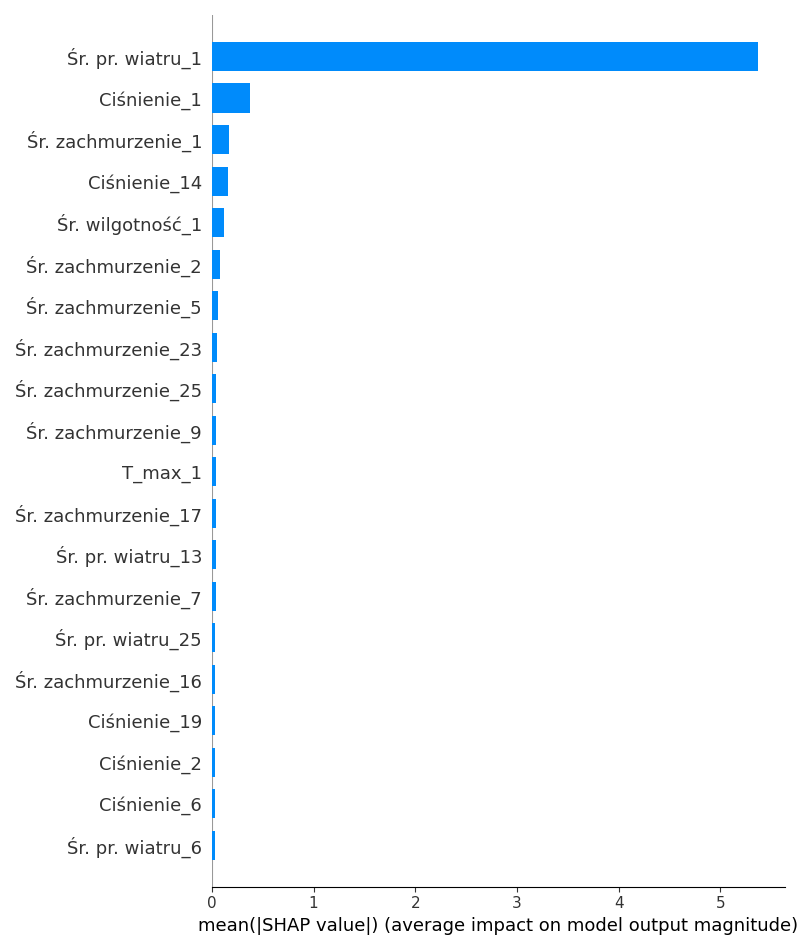 Śr. pr. wiatru_1
Ciśnienie_1
Śr. zachmurzenie_1
Ciśnienie_14
Śr. wilgotność_1
Śr. zachmurzenie_2
Śr. zachmurzenie_5
Śr. zachmurzenie_23
Śr. zachmurzenie_25
Śr. zachmurzenie_9
T_max_1
Śr. zachmurzenie_17
Śr. pr. wiatru_13
Śr. zachmurzenie_7
Śr. pr. wiatru_25
Śr. zachmurzenie_16
Ciśnienie_19
Ciśnienie_2
Ciśnienie_6
Śr. pr. wiatru_6
0 1 2 3 4 5
mean(|SHAP value|) (average impact on model output magnitude)